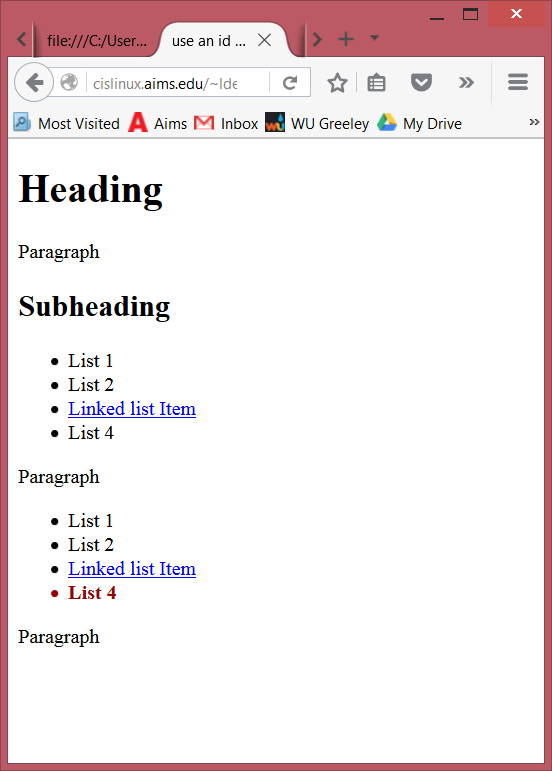 file:///C:/User...
use an id ...
cislinux.aims.edu/~Ide
Most Visited Aims Inbox WU Greeley My Drive
Heading
Paragraph
Subheading
List 1
List 2
Linked list Item
List 4
Paragraph
List 1
List 2
Linked list Item
List 4
Paragraph